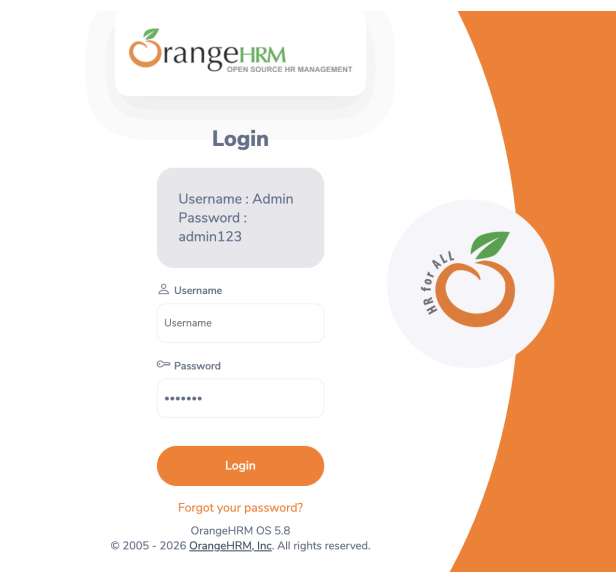 OrangeHRM
OPEN SOURCE HR MANAGEMENT
Login
Username : Admin
Password :
admin123
Username
Username
Password
•••••••
Login
Forgot your password?
OrangeHRM OS 5.8
© 2005 - 2026 OrangeHRM, Inc. All rights reserved.
HR for ALL